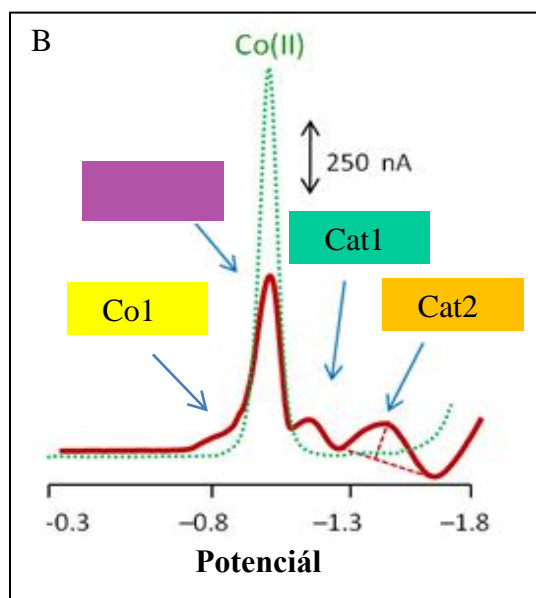 B
Co(II)
250 nA
Cat1
Co1
Cat2
-0.3 –0.8 –1.3 –1.8
Potenciál